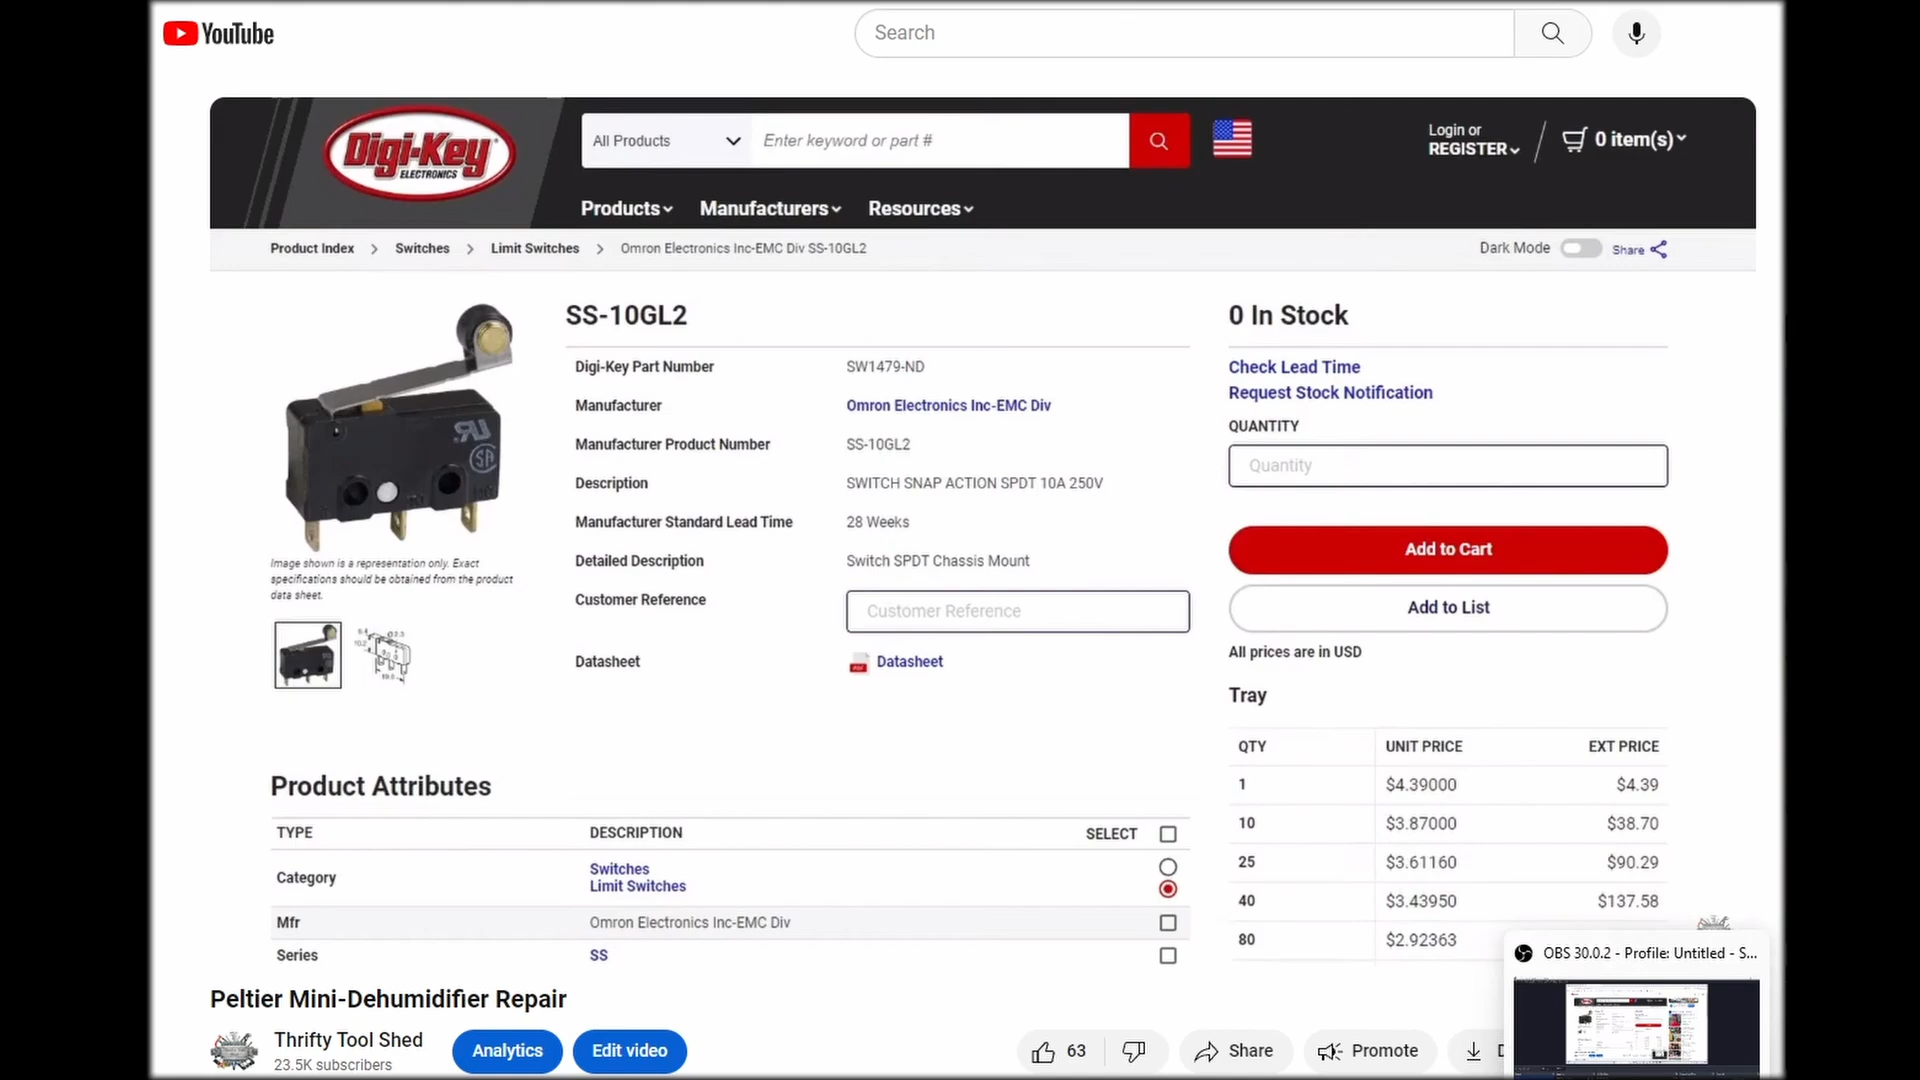 YouTube
Search
Digi-Key
ELECTRONICS
All Products
Enter keyword or part #
Login or
REGISTER
0 item(s)
Products
Manufacturers
Resources
Product Index > Switches > Limit Switches > Omron Electronics Inc-EMC Div SS-10GL2
Dark Mode
Share
SS-10GL2
Digi-Key Part Number SW1479-ND
Manufacturer Omron Electronics Inc-EMC Div
Manufacturer Product Number SS-10GL2
Description SWITCH SNAP ACTION SPDT 10A 250V
Manufacturer Standard Lead Time 28 Weeks
Detailed Description Switch SPDT Chassis Mount
Customer Reference Customer Reference
Datasheet Datasheet
Image shown is a representation only. Exact
specifications should be obtained from the product
data sheet.
0 In Stock
Check Lead Time
Request Stock Notification
QUANTITY
Quantity
Add to Cart
Add to List
All prices are in USD
Tray
QTY UNIT PRICE EXT PRICE
1 $4.39000 $4.39
10 $3.87000 $38.70
25 $3.61160 $90.29
40 $3.43950 $137.58
80 $2.92363
Product Attributes
TYPE DESCRIPTION SELECT
Category Switches
Limit Switches
Mfr Omron Electronics Inc-EMC Div
Series SS
OBS 30.0.2 - Profile: Untitled - S...
Peltier Mini-Dehumidifier Repair
Thrifty Tool Shed
23.5K subscribers
Analytics
Edit video
63
Share
Promote